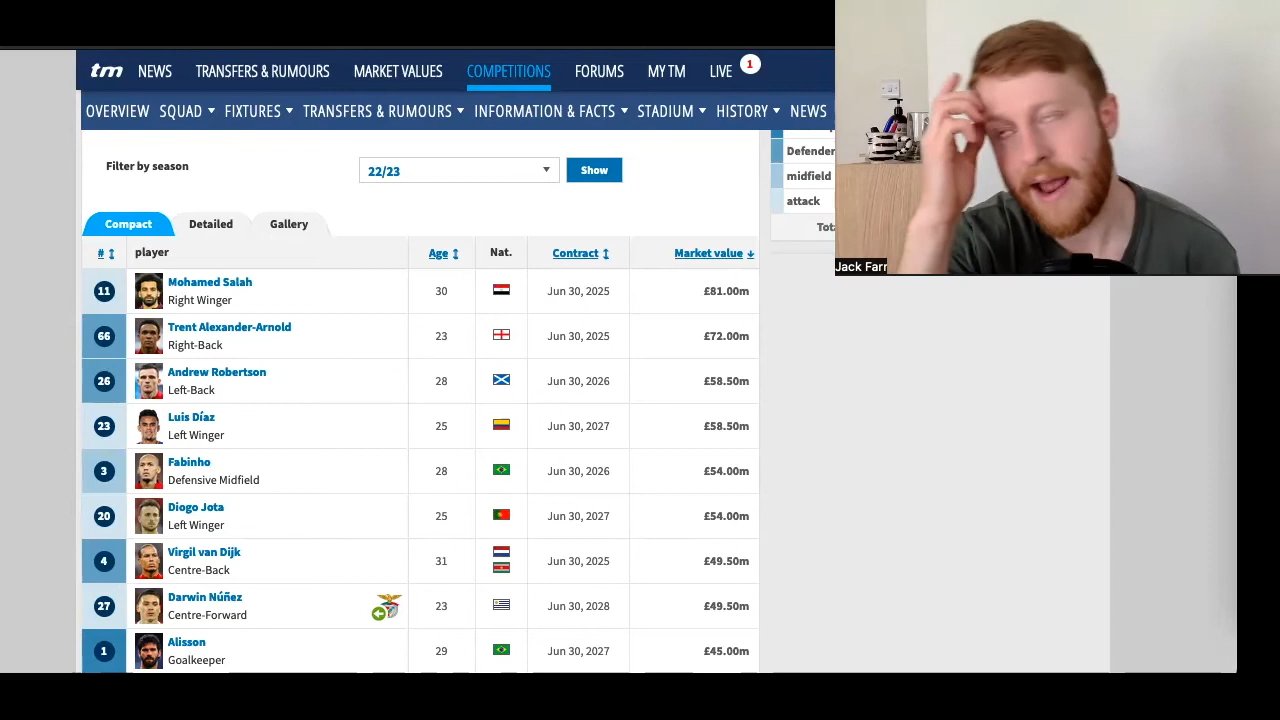 tm NEWS TRANSFERS & RUMOURS MARKET VALUES COMPETITIONS FORUMS MY TM LIVE 1
OVERVIEW SQUAD FIXTURES TRANSFERS & RUMOURS INFORMATION & FACTS STADIUM HISTORY NEWS
Defender
midfield
attack
Filter by season 22/23 Show
Compact Detailed Gallery
# player Age Nat. Contract Market value
11 Mohamed Salah 30 Jun 30, 2025 £81.00m
Right Winger
66 Trent Alexander-Arnold 23 Jun 30, 2025 £72.00m
Right-Back
26 Andrew Robertson 28 Jun 30, 2026 £58.50m
Left-Back
23 Luis Díaz 25 Jun 30, 2027 £58.50m
Left Winger
3 Fabinho 28 Jun 30, 2026 £54.00m
Defensive Midfield
20 Diogo Jota 25 Jun 30, 2027 £54.00m
Left Winger
4 Virgil van Dijk 31 Jun 30, 2025 £49.50m
Centre-Back
27 Darwin Núñez 23 Jun 30, 2028 £49.50m
Centre-Forward
1 Alisson 29 Jun 30, 2027 £45.00m
Goalkeeper
Jack Farr